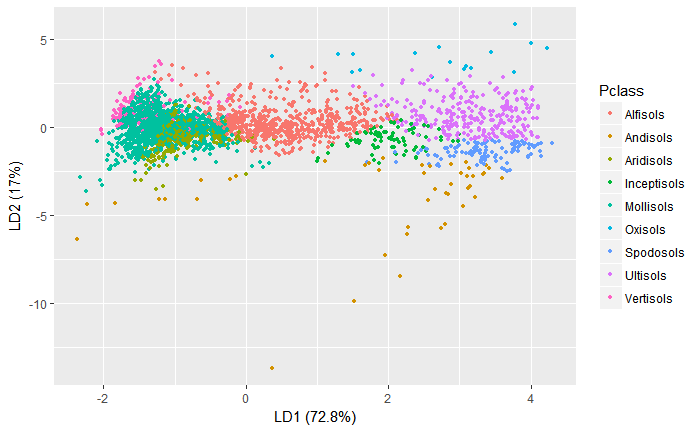 5
0
-5
-10
LD2 (17%)
-2
0
2
4
LD1 (72.8%)
Pclass
Alfisols
Andisols
Aridisols
Inceptisols
Mollisols
Oxisols
Spodosols
Ultisols
Vertisols